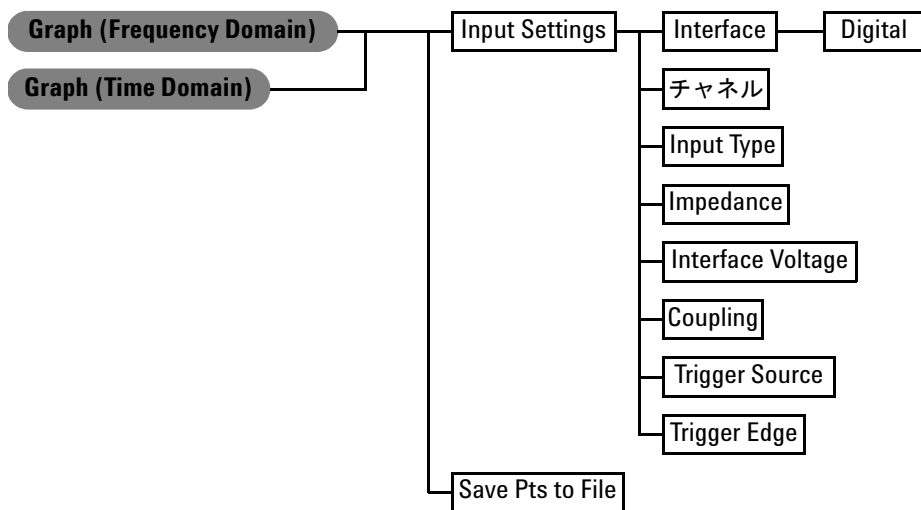 Graph (Frequency Domain)
Input Settings
Interface
Digital
Graph (Time Domain)
チャネル
Input Type
Impedance
Interface Voltage
Coupling
Trigger Source
Trigger Edge
Save Pts to File